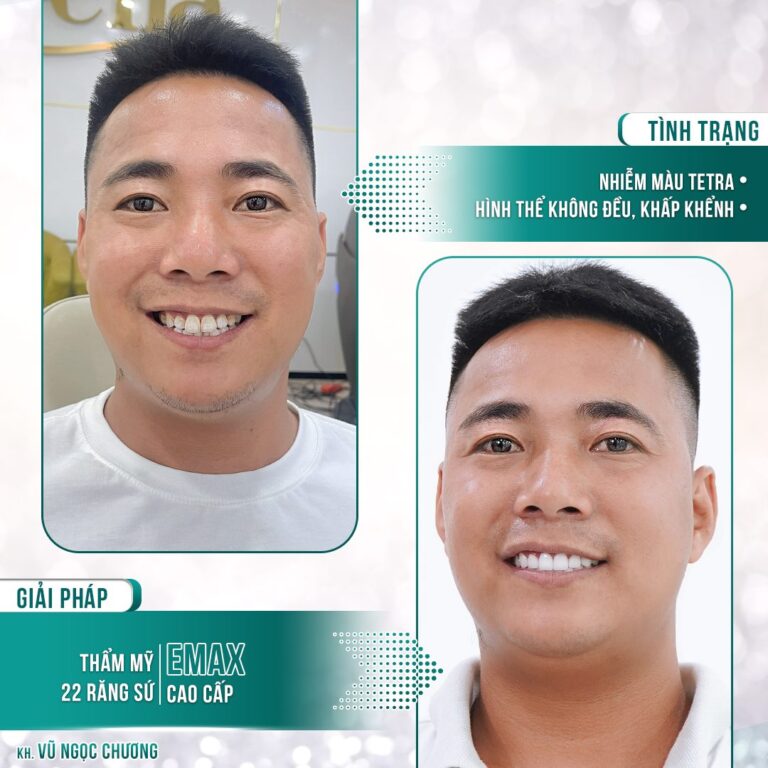 TÌNH TRẠNG
NHIỄM MÀU TETRA •
HÌNH THỂ KHÔNG ĐỀU, KHẤP KHỂNH •
GIẢI PHÁP
THẨM MỸ
22 RĂNG SỨ
EMAX
CAO CẤP
KH. VŨ NGỌC CHƯƠNG